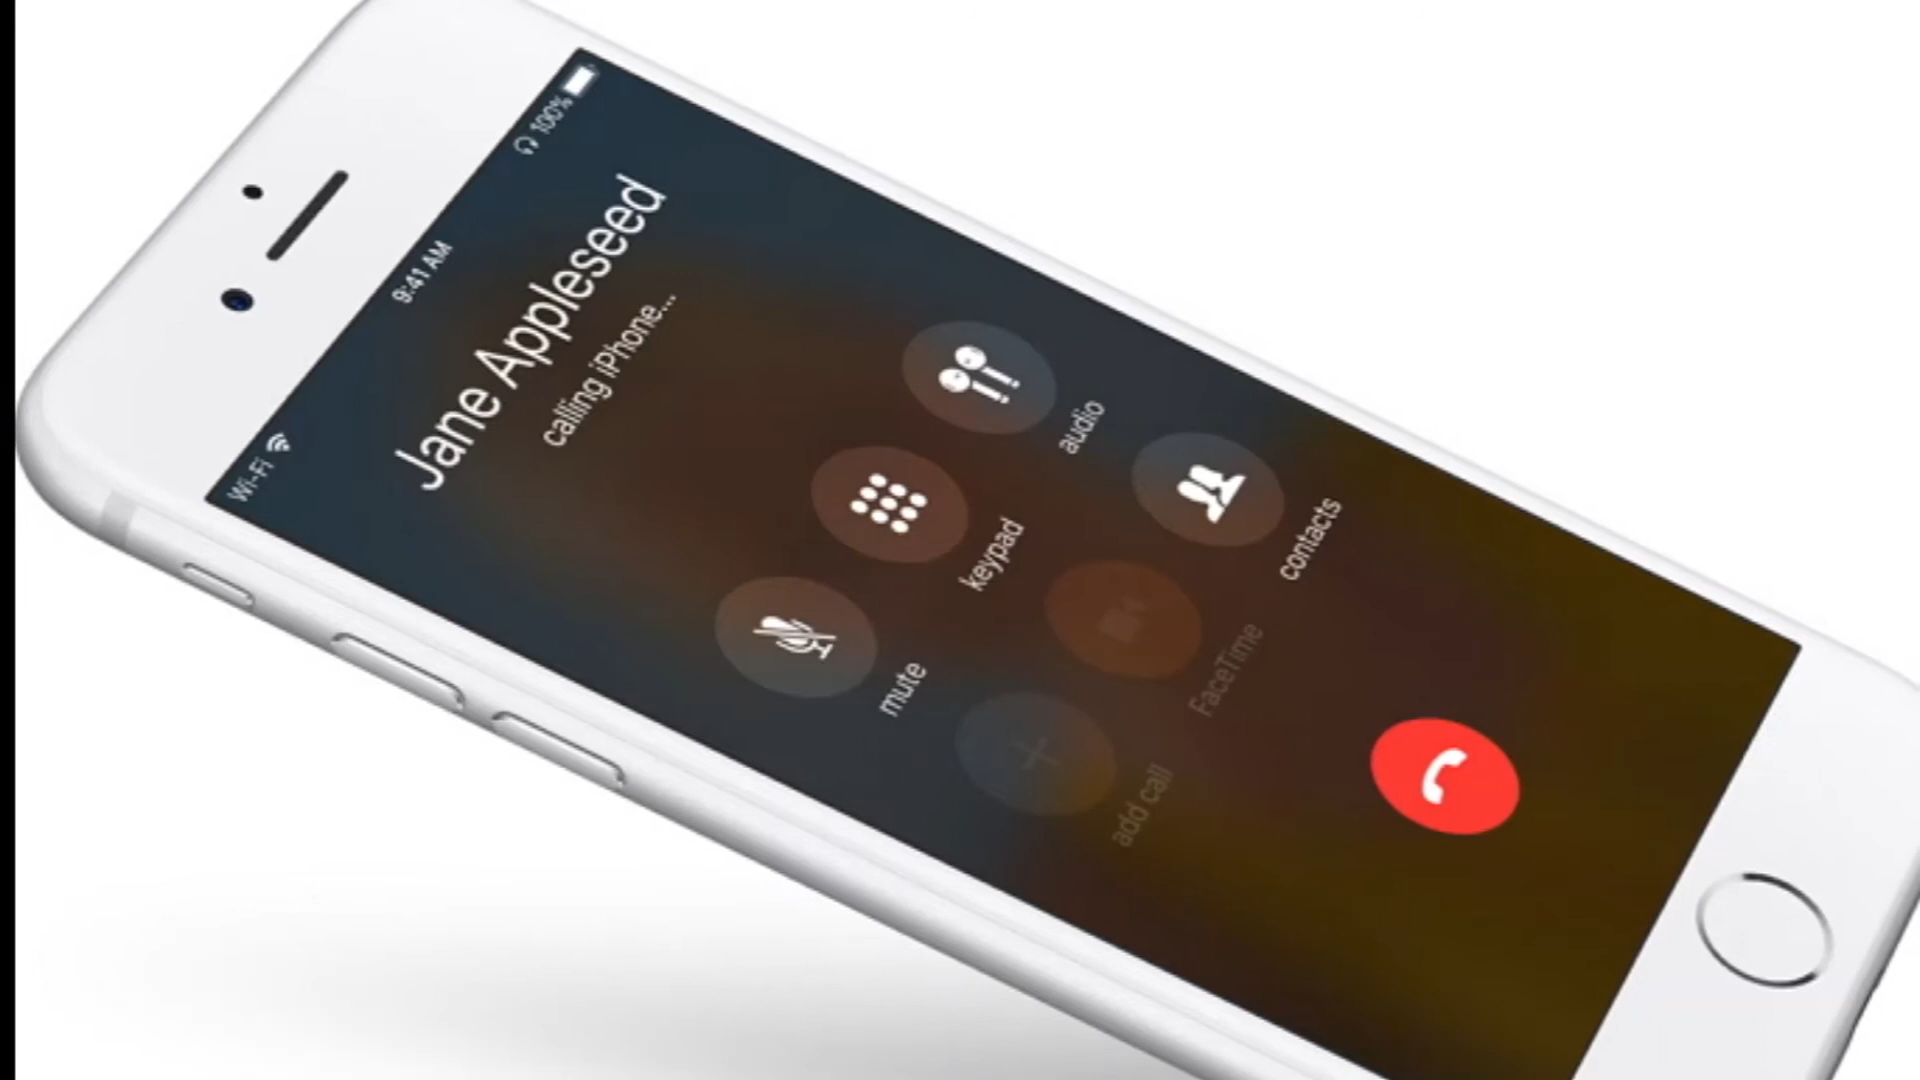 Wi-Fi 9:41 AM 100%
Jane Appleseed
calling iPhone...
mute keypad audio
add call FaceTime contacts